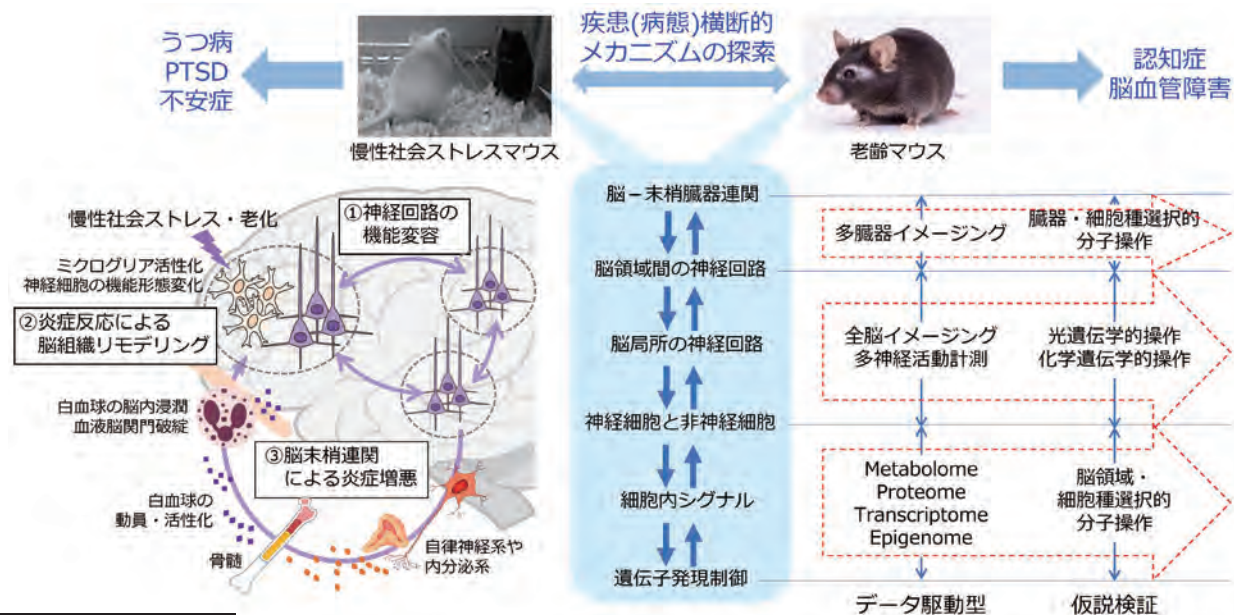 うつ病
PTSD
不安症
疾患(病態)横断的
メカニズムの探索
認知症
脳血管障害
慢性社会ストレスマウス
老齢マウス
慢性社会ストレス・老化
ミクログリア活性化
神経細胞の機能形態変化
①神経回路の
機能変容
②炎症反応による
脳組織リモデリング
白血球の脳内浸潤
血液脳関門破綻
③脳末梢連関
による炎症増悪
白血球の
動員・活性化
骨髄
自律神経系や
内分泌系
脳－末梢臓器連関
脳領域間の神経回路
脳局所の神経回路
神経細胞と非神経細胞
細胞内シグナル
遺伝子発現制御
多臓器イメージング
臓器・細胞種選択的
分子操作
全脳イメージング
多神経活動計測
光遺伝学的操作
化学遺伝学的操作
Metabolome
Proteome
Transcriptome
Epigenome
脳領域・
細胞種選択的
分子操作
データ駆動型
仮説検証